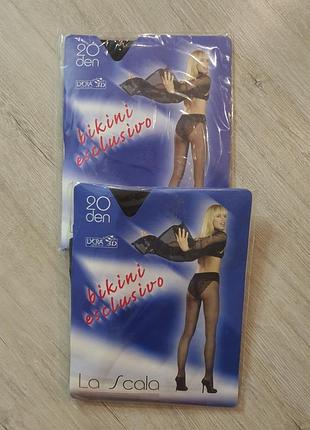 20
den
LYCRA 3D
bikini
esclusivo
20
den
LYCRA 3D
bikini
esclusivo
La Scala